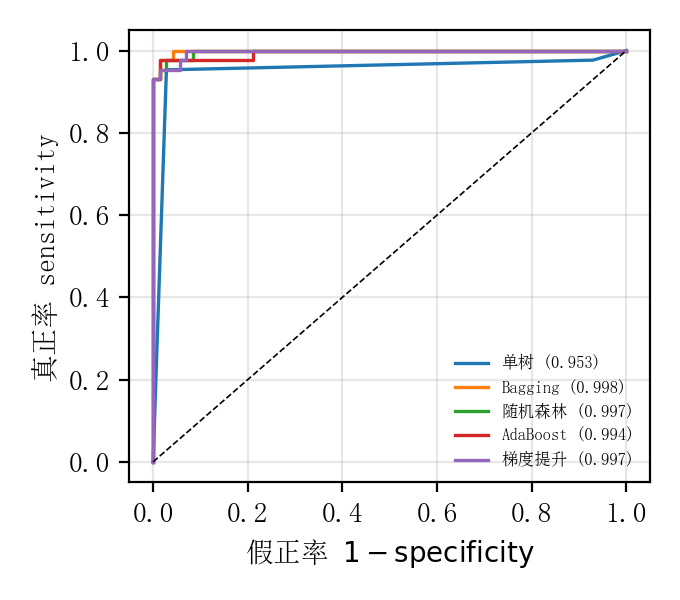 1.0
0.8
0.6
0.4
0.2
0.0
真正率 sensitivity
单树 (0.953)
Bagging (0.998)
随机森林 (0.997)
AdaBoost (0.994)
梯度提升 (0.997)
0.0 0.2 0.4 0.6 0.8 1.0
假正率 1 − specificity